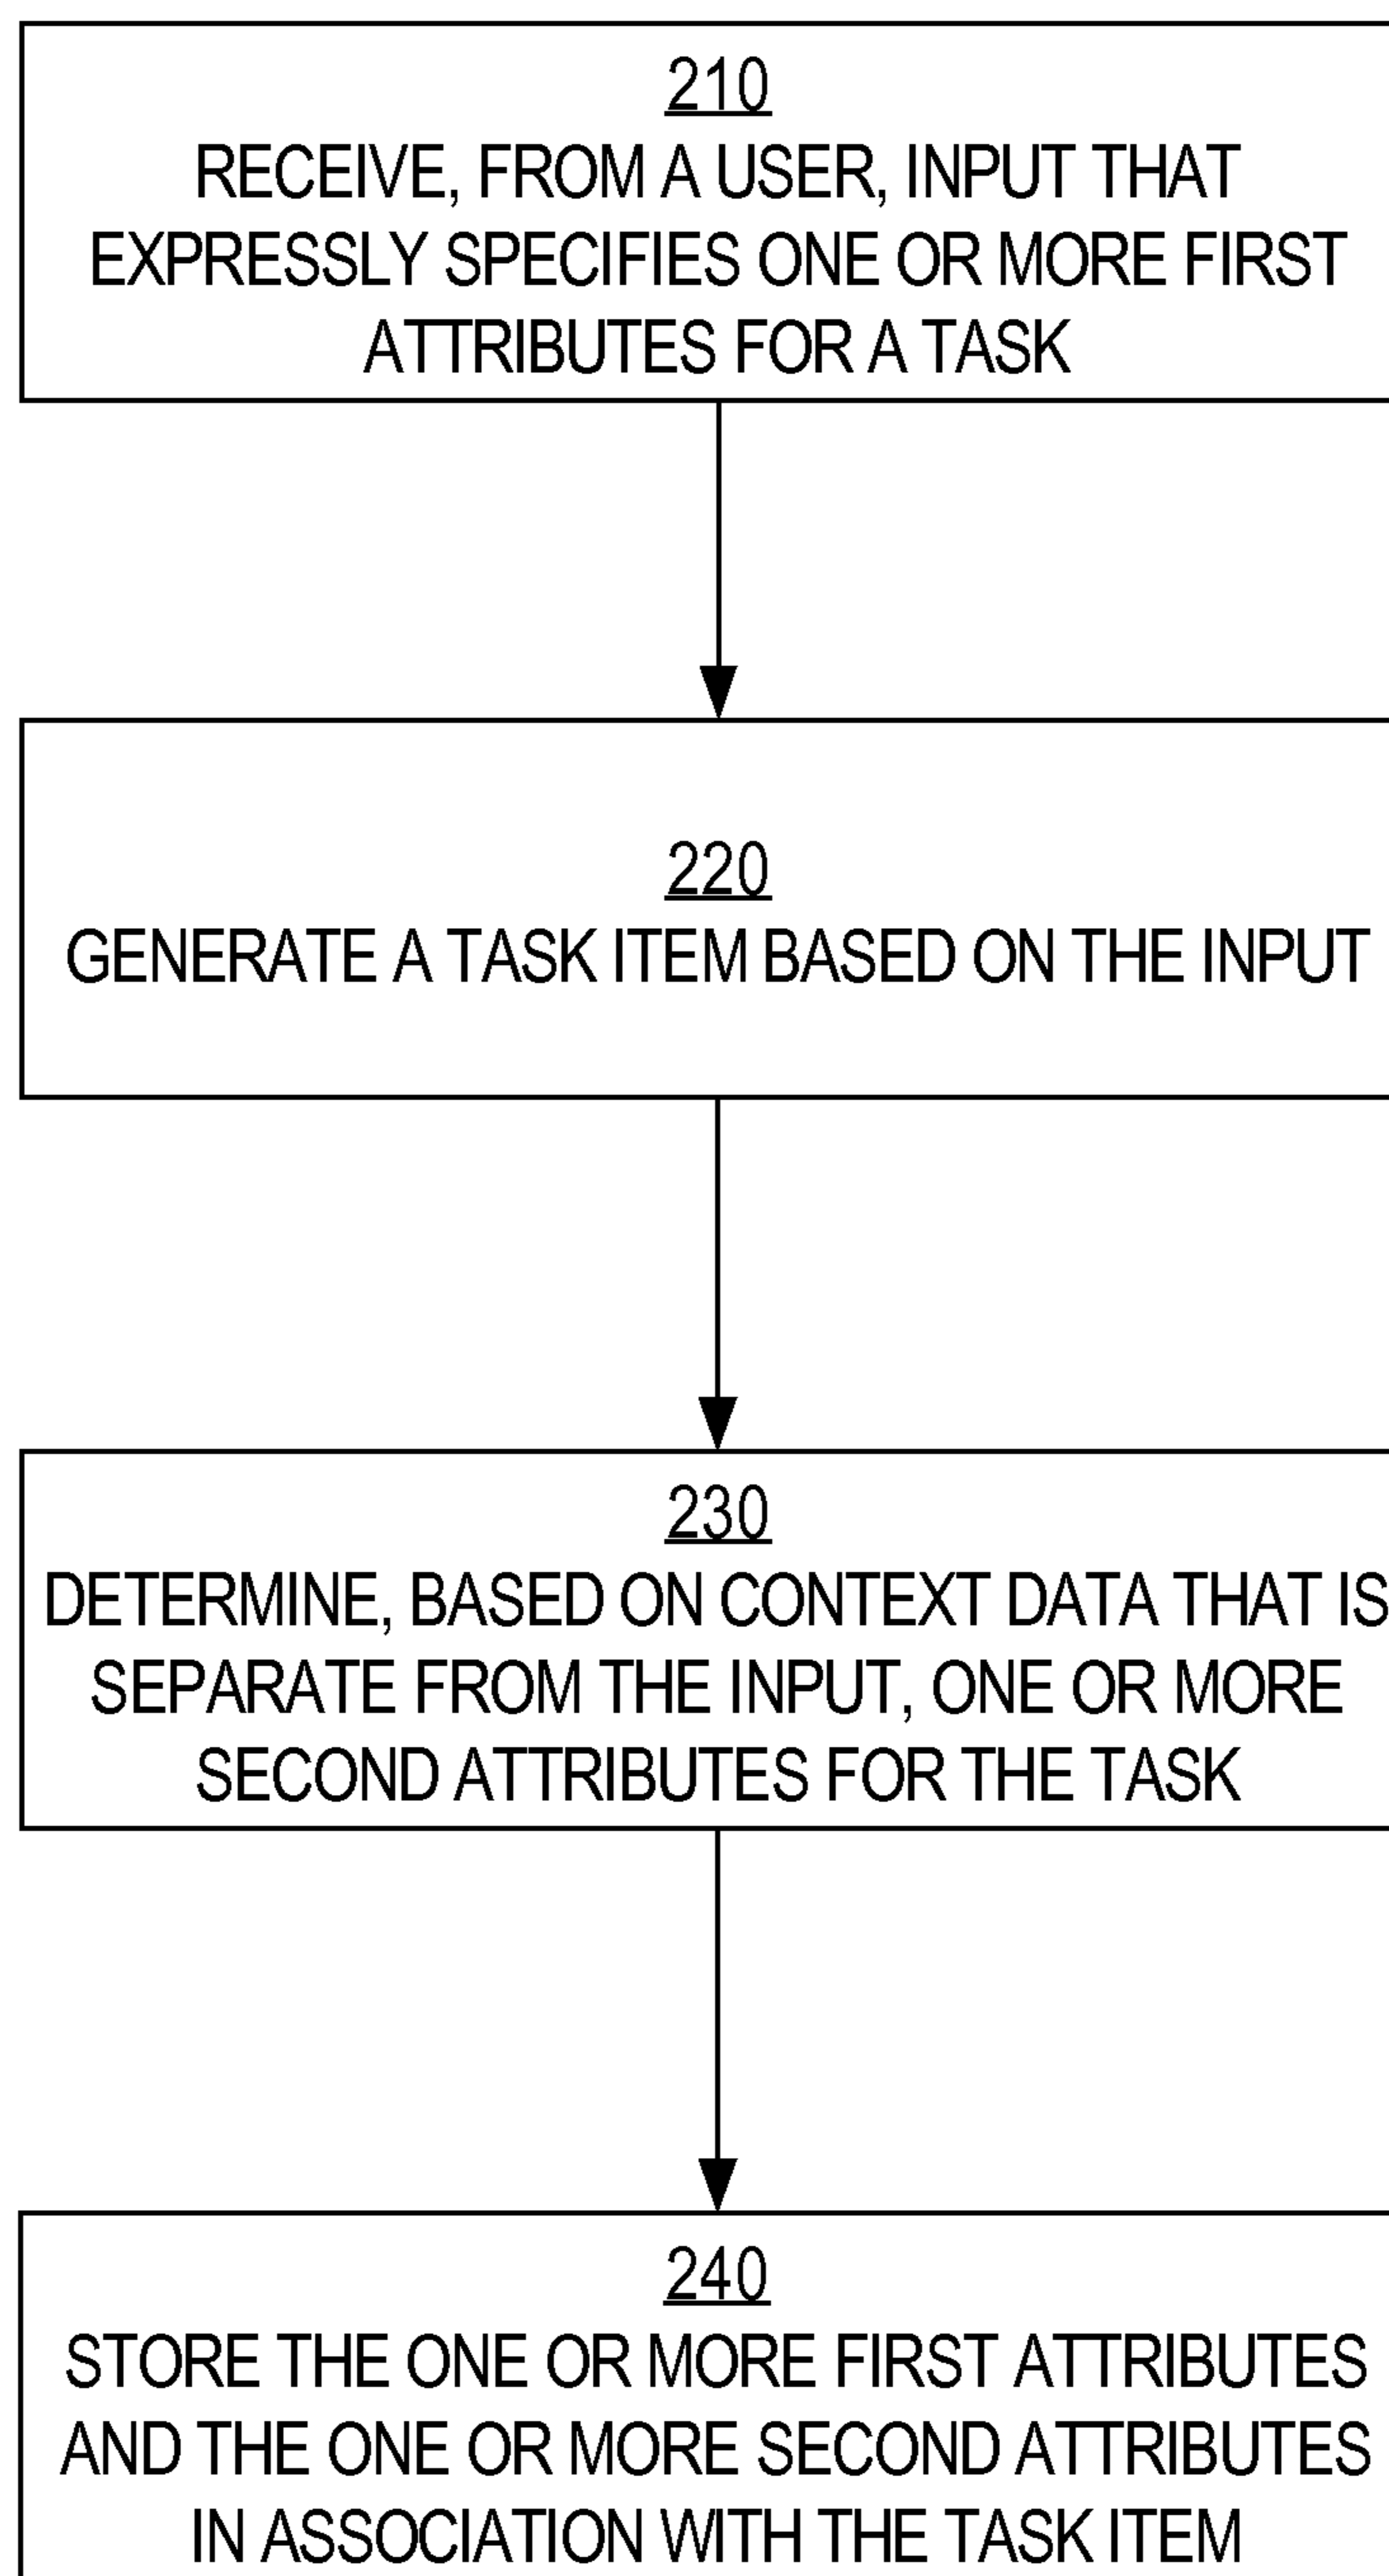 210
RECEIVE, FROM A USER, INPUT THAT
EXPRESSLY SPECIFIES ONE OR MORE FIRST
ATTRIBUTES FOR A TASK
220
GENERATE A TASK ITEM BASED ON THE INPUT
230
DETERMINE, BASED ON CONTEXT DATA THAT IS
SEPARATE FROM THE INPUT, ONE OR MORE
SECOND ATTRIBUTES FOR THE TASK
240
STORE THE ONE OR MORE FIRST ATTRIBUTES
AND THE ONE OR MORE SECOND ATTRIBUTES
IN ASSOCIATION WITH THE TASK ITEM